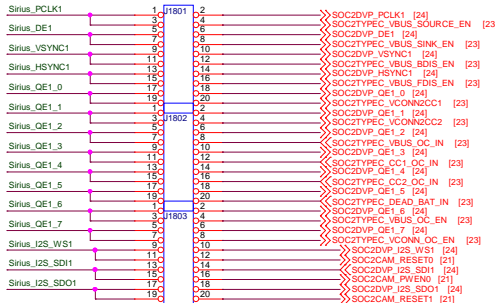 Sirius_PCLK1 1 J1801 2 SOC2DVP_PCLK1 [24]
3 4 SOC2TYPEC_VBUS_SOURCE_EN [23
Sirius_DE1 5 6 SOC2DVP_DE1 [24]
7 8 SOC2TYPEC_VBUS_SINK_EN [23]
Sirius_VSYNC1 9 10 SOC2DVP_VSYNC1 [24]
11 12 SOC2TYPEC_VBUS_BDIS_EN [23]
Sirius_HSYNC1 13 14 SOC2DVP_HSYNC1 [24]
15 16 SOC2TYPEC_VBUS_FDIS_EN [23]
Sirius_QE1_0 17 18 SOC2DVP_QE1_0 [24]
19 20 SOC2TYPEC_VCONN2CC1 [23]
Sirius_QE1_1 1 J1802 2 SOC2DVP_QE1_1 [24]
3 4 SOC2TYPEC_VCONN2CC2 [23]
Sirius_QE1_2 5 6 SOC2DVP_QE1_2 [24]
7 8 SOC2TYPEC_VBUS_OC_IN [23]
Sirius_QE1_3 9 10 SOC2DVP_QE1_3 [24]
11 12 SOC2TYPEC_CC1_OC_IN [23]
Sirius_QE1_4 13 14 SOC2DVP_QE1_4 [24]
15 16 SOC2TYPEC_CC2_OC_IN [23]
Sirius_QE1_5 17 18 SOC2DVP_QE1_5 [24]
19 20 SOC2TYPEC_DEAD_BAT_IN [23]
Sirius_QE1_6 1 J1803 2 SOC2DVP_QE1_6 [24]
3 4 SOC2TYPEC_VBUS_OC_EN [23]
Sirius_QE1_7 5 6 SOC2DVP_QE1_7 [24]
7 8 SOC2TYPEC_VCONN_OC_EN [23]
Sirius_I2S_WS1 9 10 SOC2DVP_I2S_WS1 [24]
11 12 SOC2CAM_RESET0 [21]
Sirius_I2S_SDI1 13 14 SOC2DVP_I2S_SDI1 [24]
15 16 SOC2CAM_PWEN0 [21]
Sirius_I2S_SDO1 17 18 SOC2DVP_I2S_SDO1 [24]
19 20 SOC2CAM_RESET1 [21]